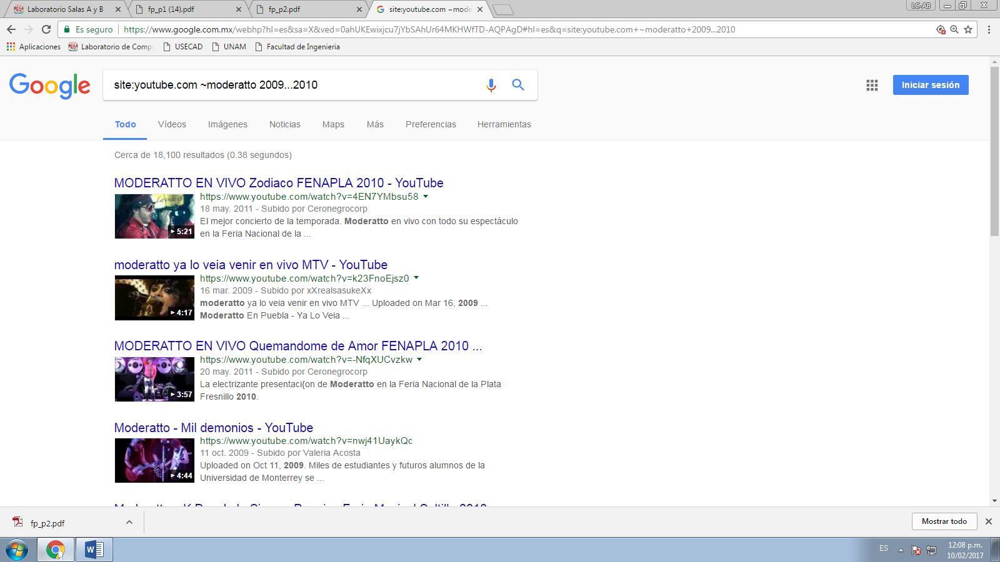 Laboratorio Salas A y B
fp_p1 (14).pdf
fp_p2.pdf
site:youtube.com ~mode
LC-AB
Es seguro
https://www.google.com.mx/webhp?hl=es&sa=X&ved=0ahUKEwixjcu7jYbSAhUr64MKHWfTD-AQPAgD#hl=es&q=site:youtube.com+~moderatto+2009...2010
Aplicaciones
Laboratorio de Comp
USECAD
UNAM
Facultad de Ingenieria
Google
site:youtube.com ~moderatto 2009...2010
Iniciar sesión
Todo
Vídeos
Imágenes
Noticias
Maps
Más
Preferencias
Herramientas
Cerca de 18,100 resultados (0.38 segundos)
MODERATTO EN VIVO Zodiaco FENAPLA 2010 - YouTube
https://www.youtube.com/watch?v=4EN7YMbsu58
18 may. 2011 - Subido por Ceronegrocorp
El mejor concierto de la temporada. Moderatto en vivo con todo su espectáculo
en la Feria Nacional de la ...
5:21
moderatto ya lo veia venir en vivo MTV - YouTube
https://www.youtube.com/watch?v=k23FnoEjsz0
16 mar. 2009 - Subido por xXrealsasukeXx
moderatto ya lo veia venir en vivo MTV ... Uploaded on Mar 16, 2009 ...
Moderatto En Puebla - Ya Lo Veia ...
4:17
MODERATTO EN VIVO Quemandome de Amor FENAPLA 2010 ...
https://www.youtube.com/watch?v=-NfqXUCvzkw
20 may. 2011 - Subido por Ceronegrocorp
La electrizante presentaci{on de Moderatto en la Feria Nacional de la Plata
Fresnillo 2010.
3:57
Moderatto - Mil demonios - YouTube
https://www.youtube.com/watch?v=nwj41UaykQc
11 oct. 2009 - Subido por Valeria Acosta
Uploaded on Oct 11, 2009. Miles de estudiantes y futuros alumnos de la
Universidad de Monterrey se ...
4:44
fp_p2.pdf
Mostrar todo
ES
12:08 p.m.
10/02/2017